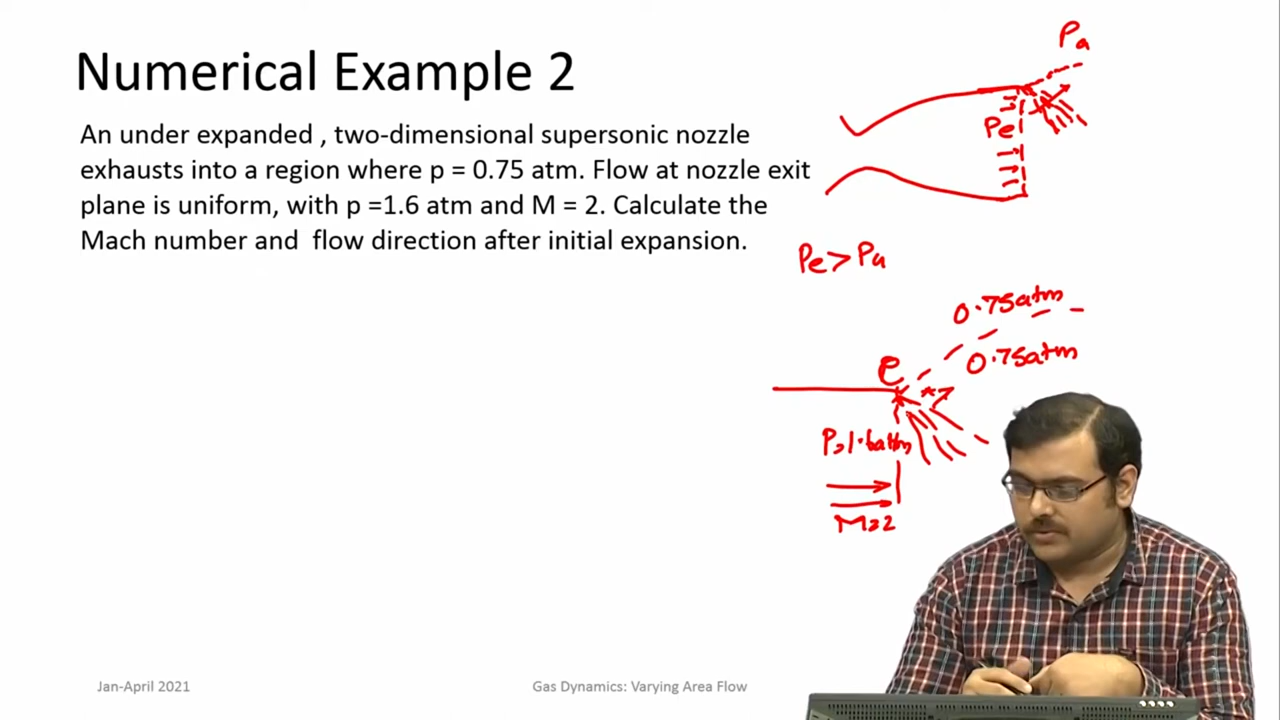 Numerical Example 2
An under expanded , two-dimensional supersonic nozzle
exhausts into a region where p = 0.75 atm. Flow at nozzle exit
plane is uniform, with p =1.6 atm and M = 2. Calculate the
Mach number and  flow direction after initial expansion.
Pa
Pe
Pe > Pa
0.75atm
0.75atm
e
P=1.6atm
M=2
Jan-April 2021
Gas Dynamics: Varying Area Flow